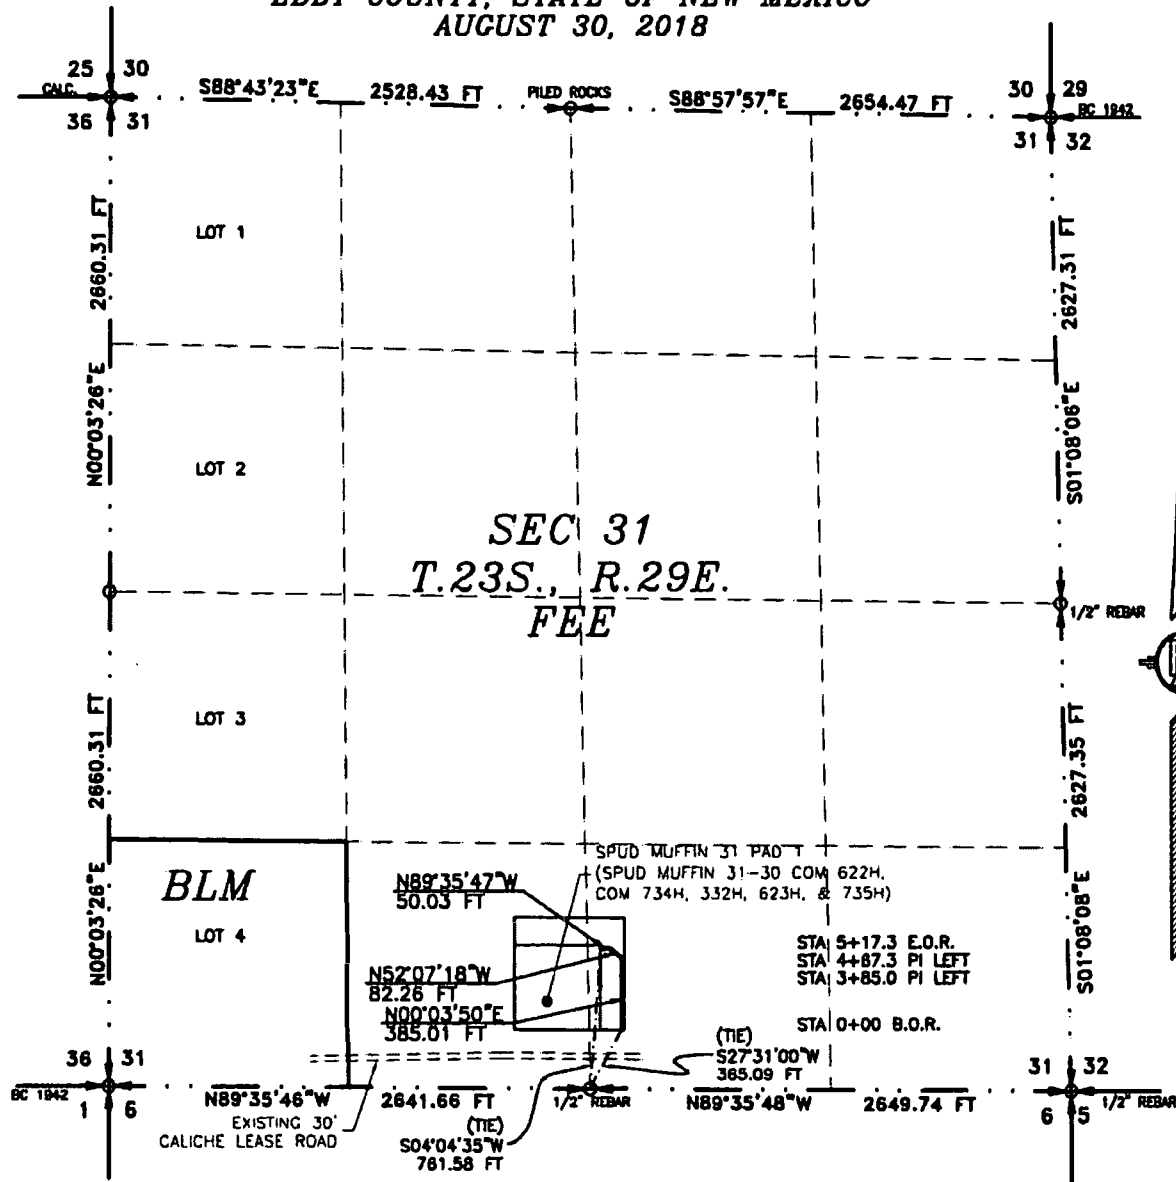 EDDY COUNTY, STATE OF NEW MEXICO
AUGUST 30, 2018
25 30
CALC.
36 31
S88°43'23"E 2528.43 FT
PILED ROCKS
S88°57'57"E 2654.47 FT
30 29
BC 1942
31 32
2660.31 FT
N00°03'26"E
LOT 1
2627.31 FT
S01°08'06"E
LOT 2
SEC 31
T.23S., R.29E.
FEE
1/2" REBAR
LOT 3
2660.31 FT
N00°03'26"E
2627.35 FT
S01°08'08"E
BLM
LOT 4
SPUD MUFFIN 31 PAD 1
(SPUD MUFFIN 31-30 COM 622H,
COM 734H, 332H, 623H, & 735H)
N89°35'47"W
50.03 FT
N52°07'18"W
82.26 FT
N00°03'50"E
385.01 FT
STA 5+17.3 E.O.R.
STA 4+67.3 PI LEFT
STA 3+85.0 PI LEFT
STA 0+00 B.O.R.
(TIE)
S27°31'00"W
365.09 FT
36 31
BC 1942
1 6
N89°35'46"W 2641.66 FT
1/2" REBAR
N89°35'48"W 2649.74 FT
31 32
6 5
1/2" REBAR
EXISTING 30'
CALICHE LEASE ROAD
(TIE)
S04°04'35"W
761.58 FT